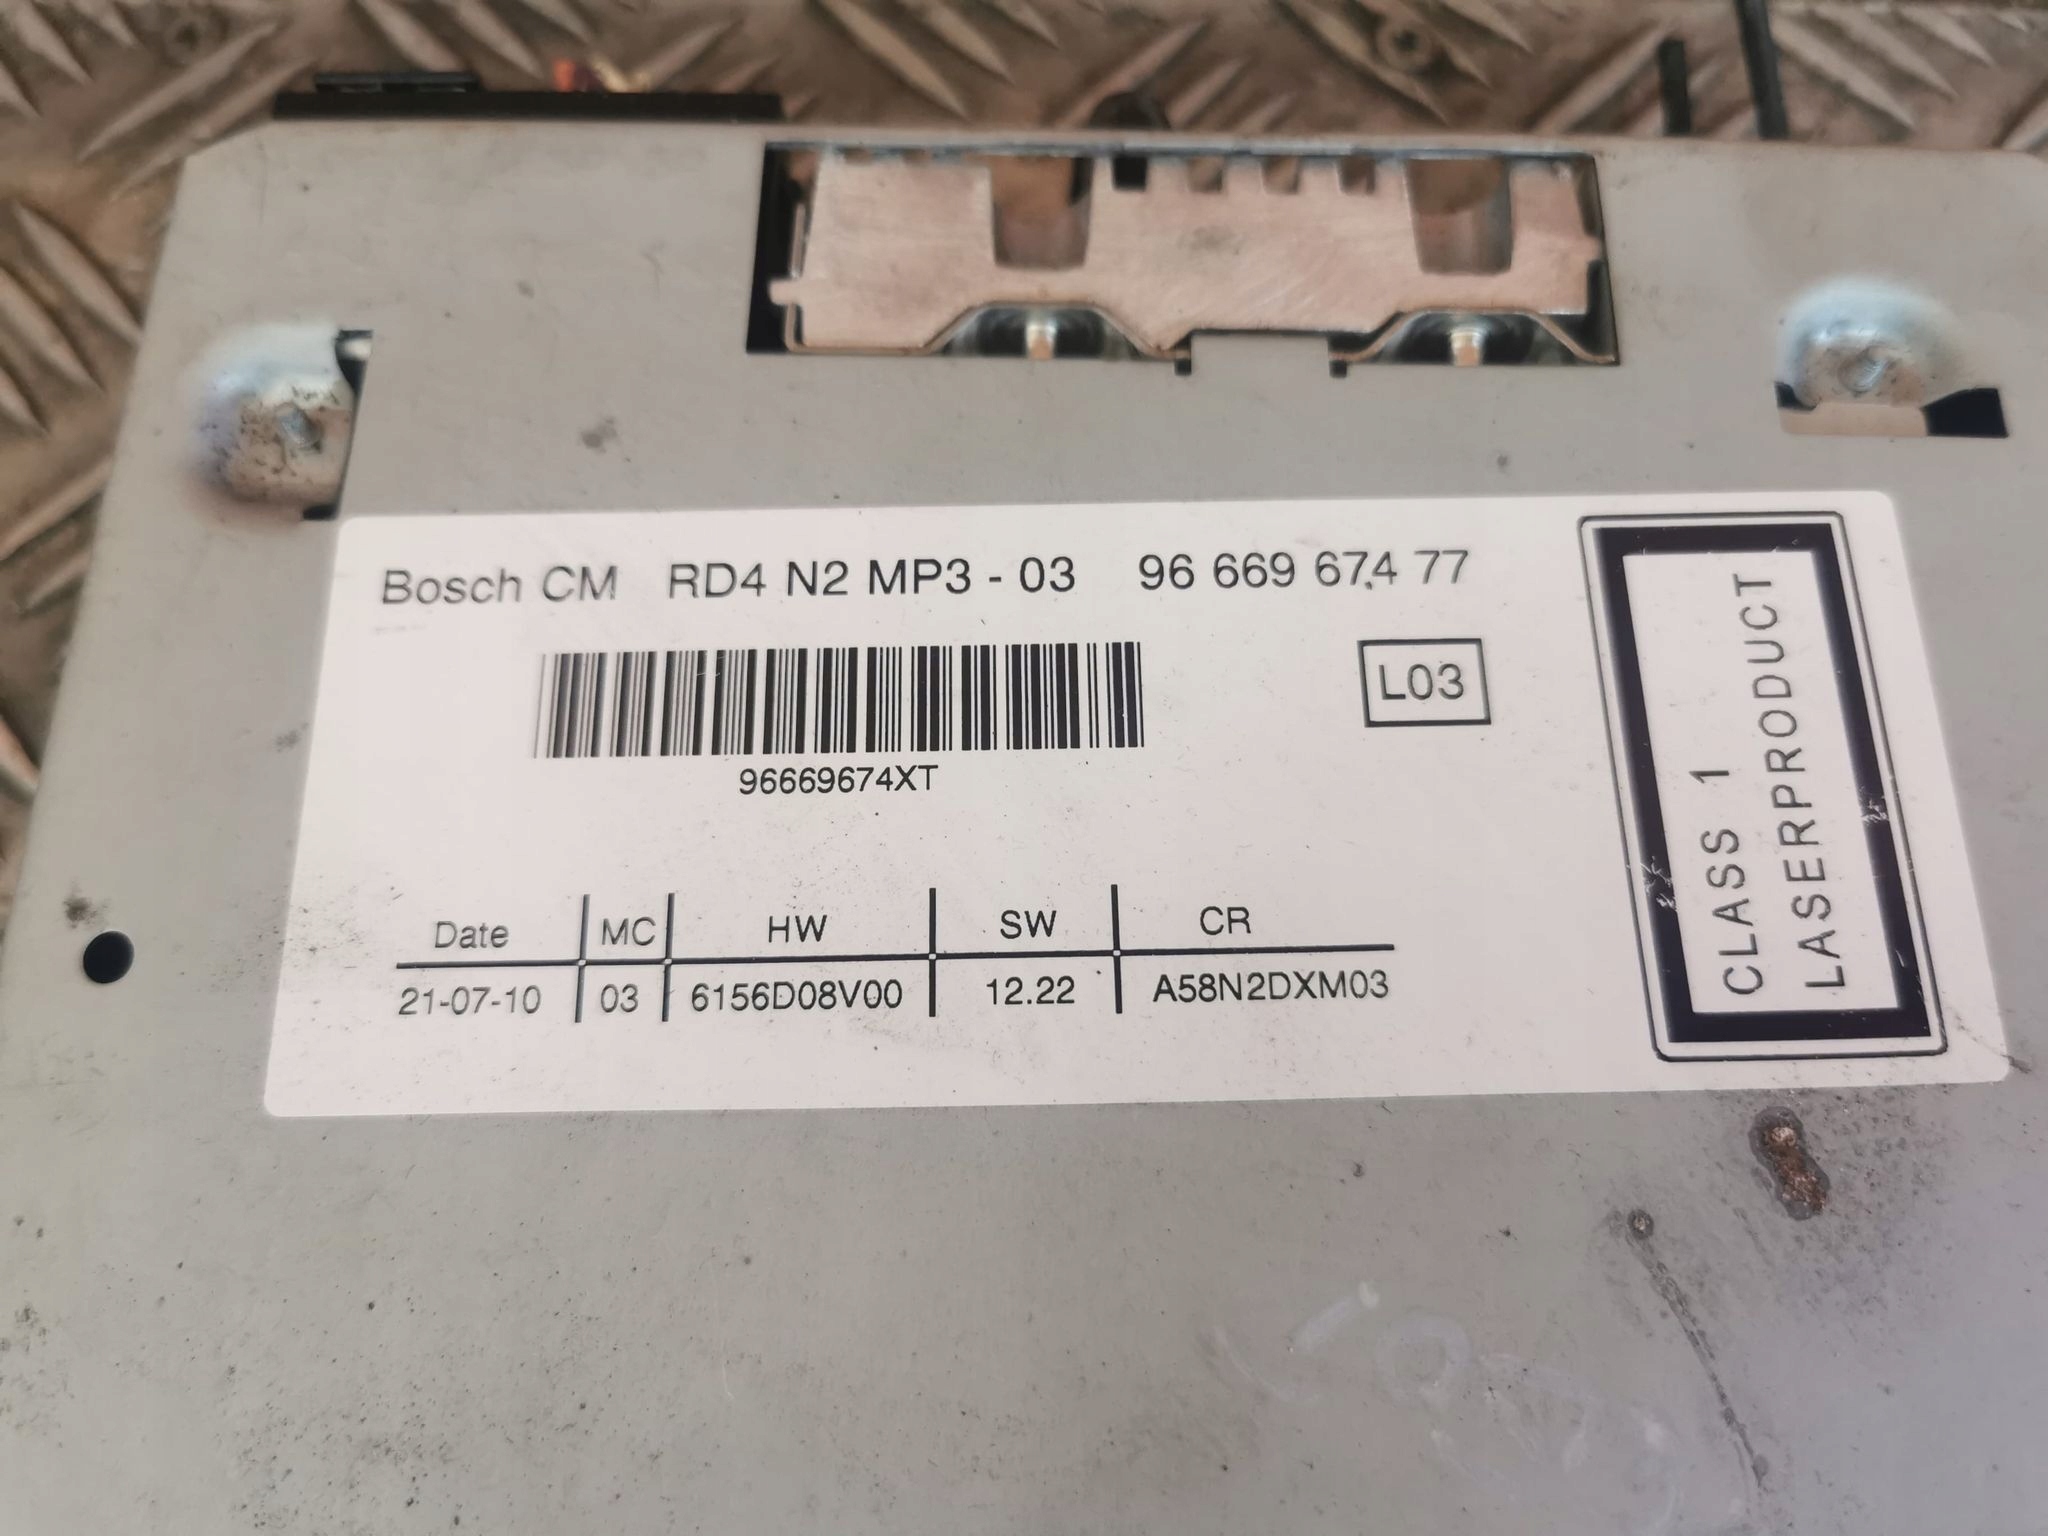 Bosch CM RD4 N2 MP3 - 03 96 669 674 77
L03
96669674XT
Date MC HW SW CR
21-07-10 03 6156D08V00 12.22 A58N2DXM03
CLASS 1
LASERPRODUCT